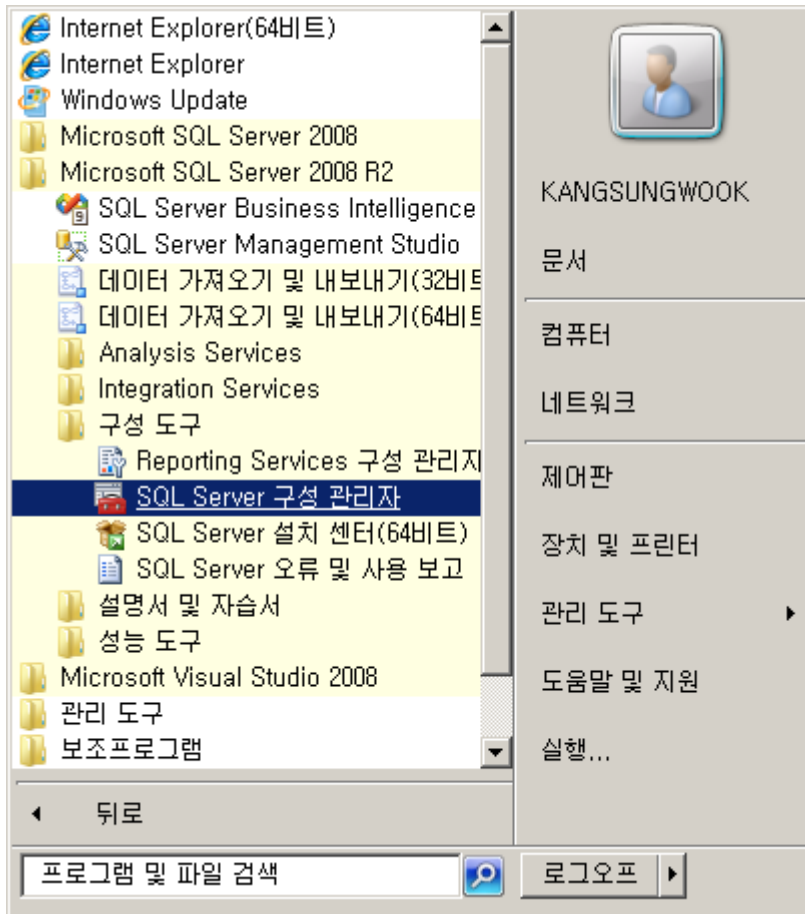 Internet Explorer(64비트)
Internet Explorer
Windows Update
Microsoft SQL Server 2008
Microsoft SQL Server 2008 R2
SQL Server Business Intelligence
SQL Server Management Studio
데이터 가져오기 및 내보내기(32비트
데이터 가져오기 및 내보내기(64비트
Analysis Services
Integration Services
구성 도구
Reporting Services 구성 관리자
SQL Server 구성 관리자
SQL Server 설치 센터(64비트)
SQL Server 오류 및 사용 보고
설명서 및 자습서
성능 도구
Microsoft Visual Studio 2008
관리 도구
보조프로그램
뒤로
프로그램 및 파일 검색
KANGSUNGWOOK
문서
컴퓨터
네트워크
제어판
장치 및 프린터
관리 도구
도움말 및 지원
실행...
로그오프